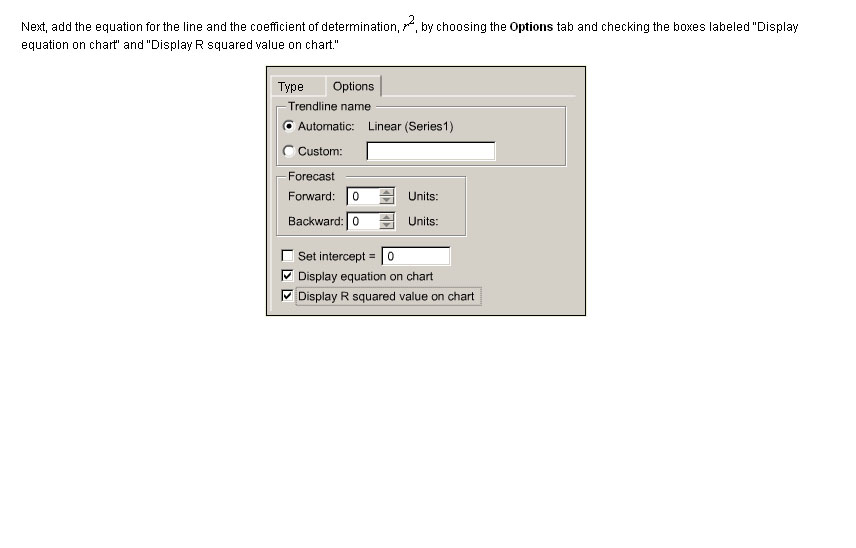 Next, add the equation for the line and the coefficient of determination, r², by choosing the Options tab and checking the boxes labeled "Display
equation on chart" and "Display R squared value on chart."
Type Options
Trendline name
Automatic: Linear (Series1)
Custom:
Forecast
Forward: 0 Units:
Backward: 0 Units:
Set intercept = 0
Display equation on chart
Display R squared value on chart